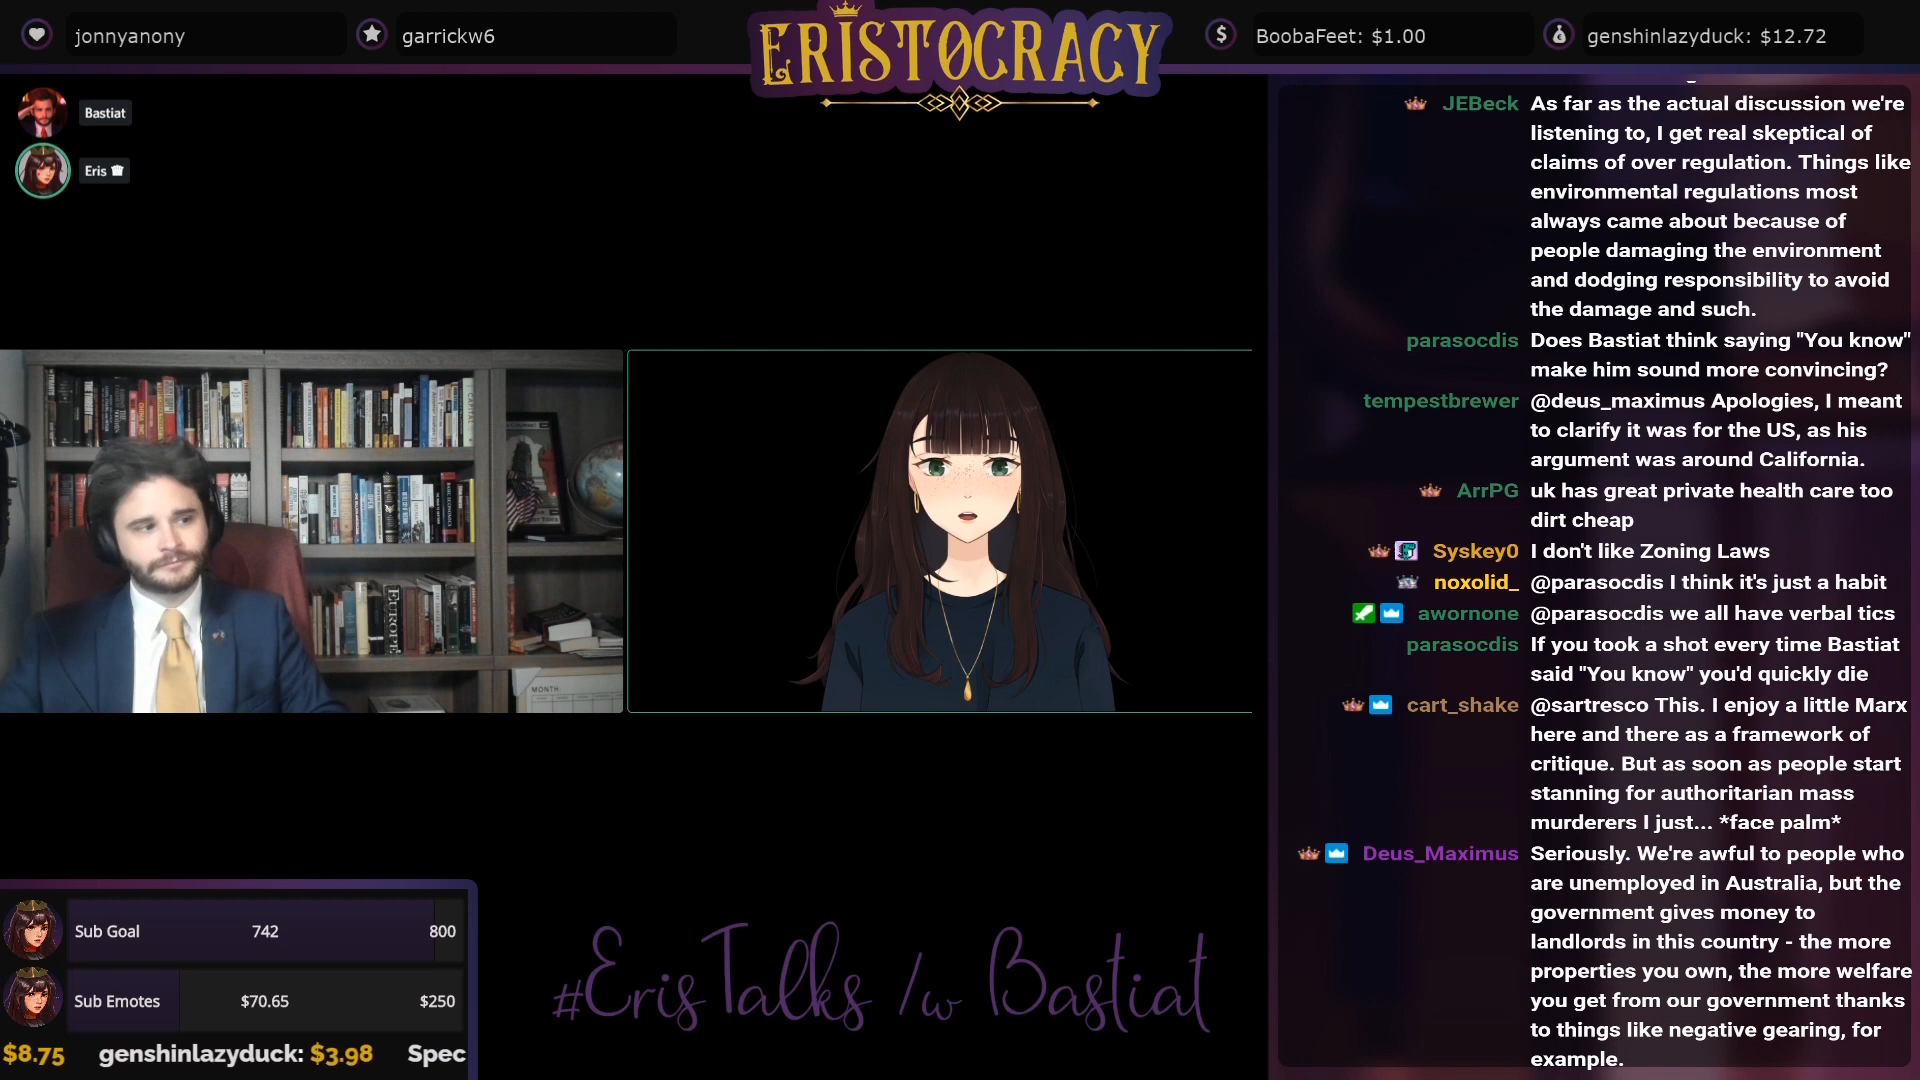 jonnyanony
garrickw6
ERISTOCRACY
$
BoobaFeet: $1.00
genshinlazyduck: $12.72
Bastiat
Eris
JEBeck As far as the actual discussion we're
listening to, I get real skeptical of
claims of over regulation. Things like
environmental regulations most
always came about because of
people damaging the environment
and dodging responsibility to avoid
the damage and such.
parasocdis Does Bastiat think saying "You know"
make him sound more convincing?
tempestbrewer @deus_maximus Apologies, I meant
to clarify it was for the US, as his
argument was around California.
ArrPG uk has great private health care too
dirt cheap
Syskey0 I don't like Zoning Laws
noxolid_ @parasocdis I think it's just a habit
awornone @parasocdis we all have verbal tics
parasocdis If you took a shot every time Bastiat
said "You know" you'd quickly die
cart_shake @sartresco This. I enjoy a little Marx
here and there as a framework of
critique. But as soon as people start
stanning for authoritarian mass
murderers I just... *face palm*
Deus_Maximus Seriously. We're awful to people who
are unemployed in Australia, but the
government gives money to
landlords in this country - the more
properties you own, the more welfare
you get from our government thanks
to things like negative gearing, for
example.
EUROPE
MONTH
Sub Goal 742 800
Sub Emotes $70.65 $250
$8.75 genshinlazyduck: $3.98 Spec
#ErisTalks /w Bastiat